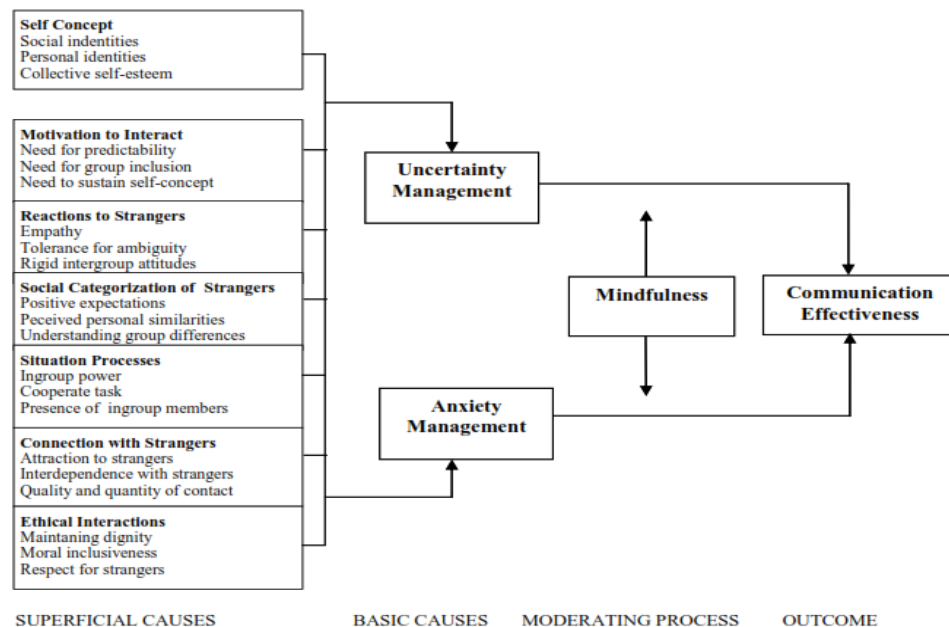 Self Concept
Social indentities
Personal identities
Collective self-esteem
Motivation to Interact
Need for predictability
Need for group inclusion
Need to sustain self-concept
Reactions to Strangers
Empathy
Tolerance for ambiguity
Rigid intergroup attitudes
Social Categorization of Strangers
Positive expectations
Perceived personal similarities
Understanding group differences
Situation Processes
Ingroup power
Cooperate task
Presence of ingroup members
Connection with Strangers
Attraction to strangers
Interdependence with strangers
Quality and quantity of contact
Ethical Interactions
Maintaning dignity
Moral inclusiveness
Respect for strangers
Uncertainty
Management
Anxiety
Management
Mindfulness
Communication
Effectiveness
SUPERFICIAL CAUSES
BASIC CAUSES
MODERATING PROCESS
OUTCOME